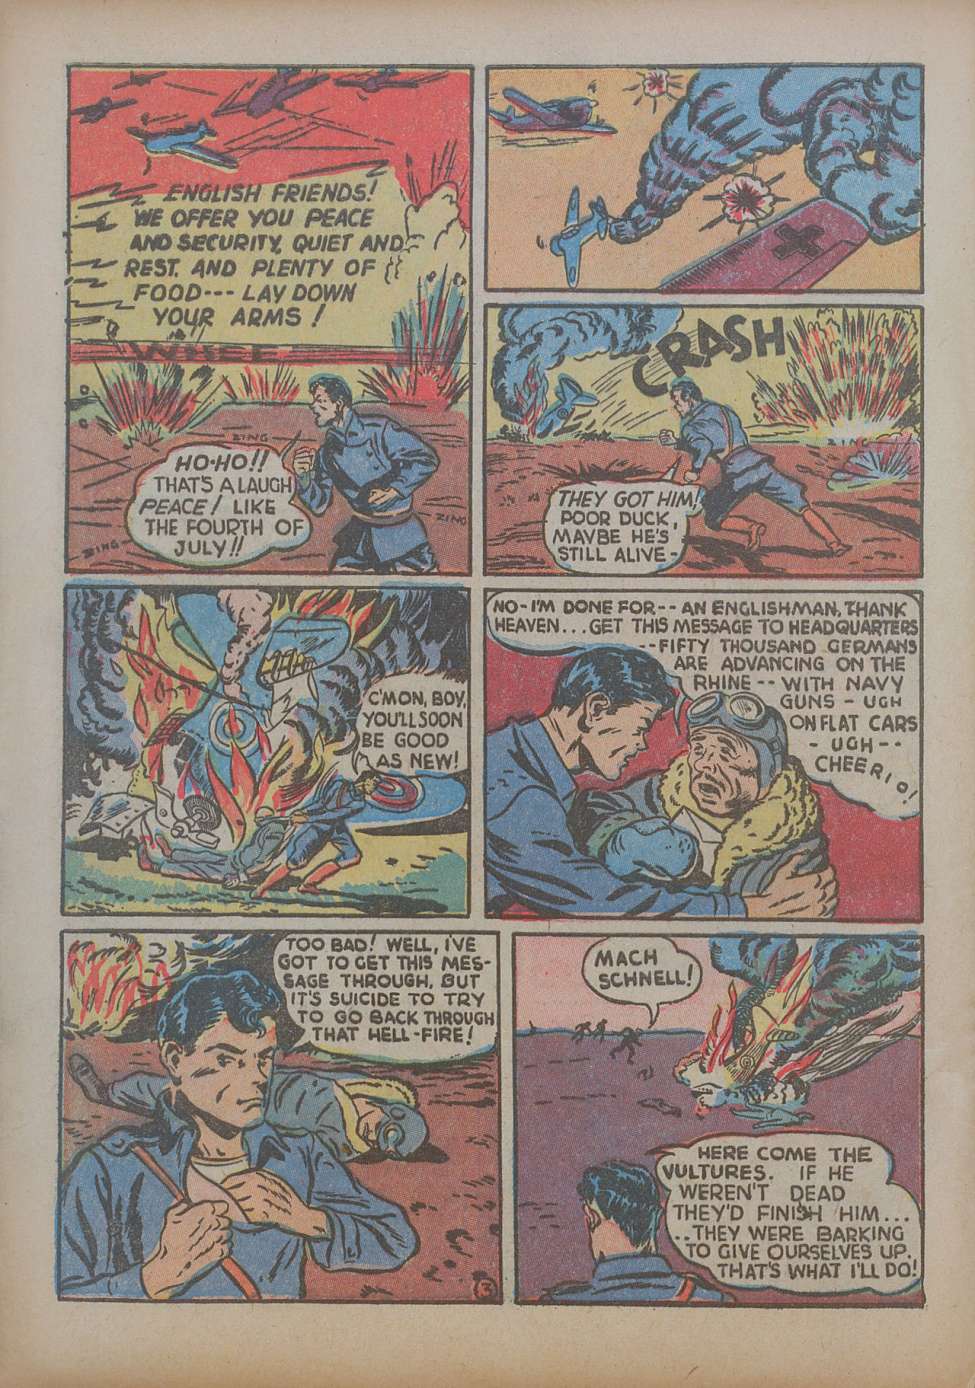 ENGLISH FRIENDS!
WE OFFER YOU PEACE
AND SECURITY, QUIET AND
REST, AND PLENTY OF
FOOD --- LAY DOWN
YOUR ARMS!
WHEE
ZING
HO-HO!!
THAT'S A LAUGH
PEACE! LIKE
THE FOURTH OF
JULY!!
ZING
ZING
CRASH
THEY GOT HIM!
POOR DUCK,
MAYBE HE'S
STILL ALIVE -
C'MON, BOY,
YOU'LL SOON
BE GOOD
AS NEW!
NO - I'M DONE FOR -- AN ENGLISHMAN, THANK
HEAVEN... GET THIS MESSAGE TO HEADQUARTERS
-- FIFTY THOUSAND GERMANS
ARE ADVANCING ON THE
RHINE -- WITH NAVY
GUNS - UGH
ON FLAT CARS
- UGH --
CHEERIO!
TOO BAD! WELL, I'VE
GOT TO GET THIS MES-
SAGE THROUGH, BUT
IT'S SUICIDE TO TRY
TO GO BACK THROUGH
THAT HELL-FIRE!
3
MACH
SCHNELL!
HERE COME THE
VULTURES. IF HE
WEREN'T DEAD
THEY'D FINISH HIM...
..THEY WERE BARKING
TO GIVE OURSELVES UP.
THAT'S WHAT I'LL DO!